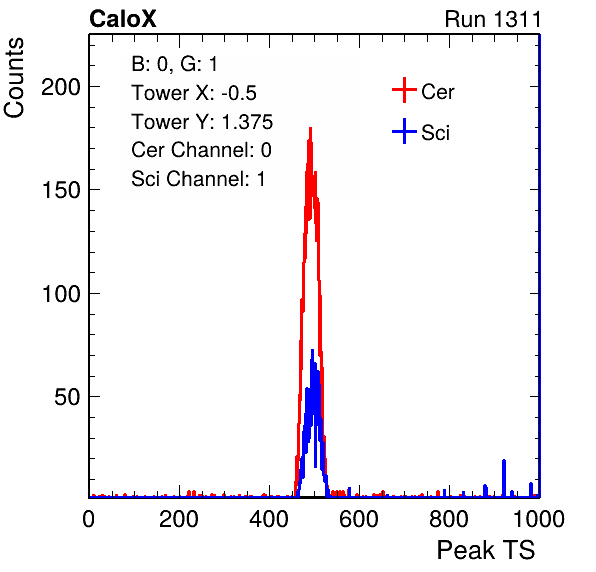 CaloX
Run 1311
Counts
B: 0, G: 1
Tower X: -0.5
Tower Y: 1.375
Cer Channel: 0
Sci Channel: 1
Cer
Sci
200
150
100
50
0 200 400 600 800 1000
Peak TS